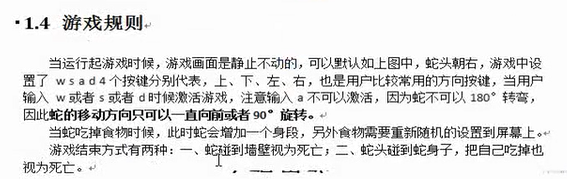 1.4 游戏规则
当运行起游戏时候，游戏画面是静止不动的，可以默认如上图中，蛇头朝右，游戏中设
置了 wsad4个按键分别代表，上、下、左、右，也是用户比较常用的方向按键，当用户
输入 w 或者 s 或者 d 时候激活游戏，注意输入 a 不可以激活，因为蛇不可以 180°转弯，
因此蛇的移动方向只可以一直向前或者 90°旋转。
当蛇吃掉食物时候，此时蛇会增加一个身段，另外食物需要重新随机的设置到屏幕上。
游戏结束方式有两种：一、蛇碰到墙壁视为死亡；二、蛇头碰到蛇身子，把自己吃掉也
视为死亡。